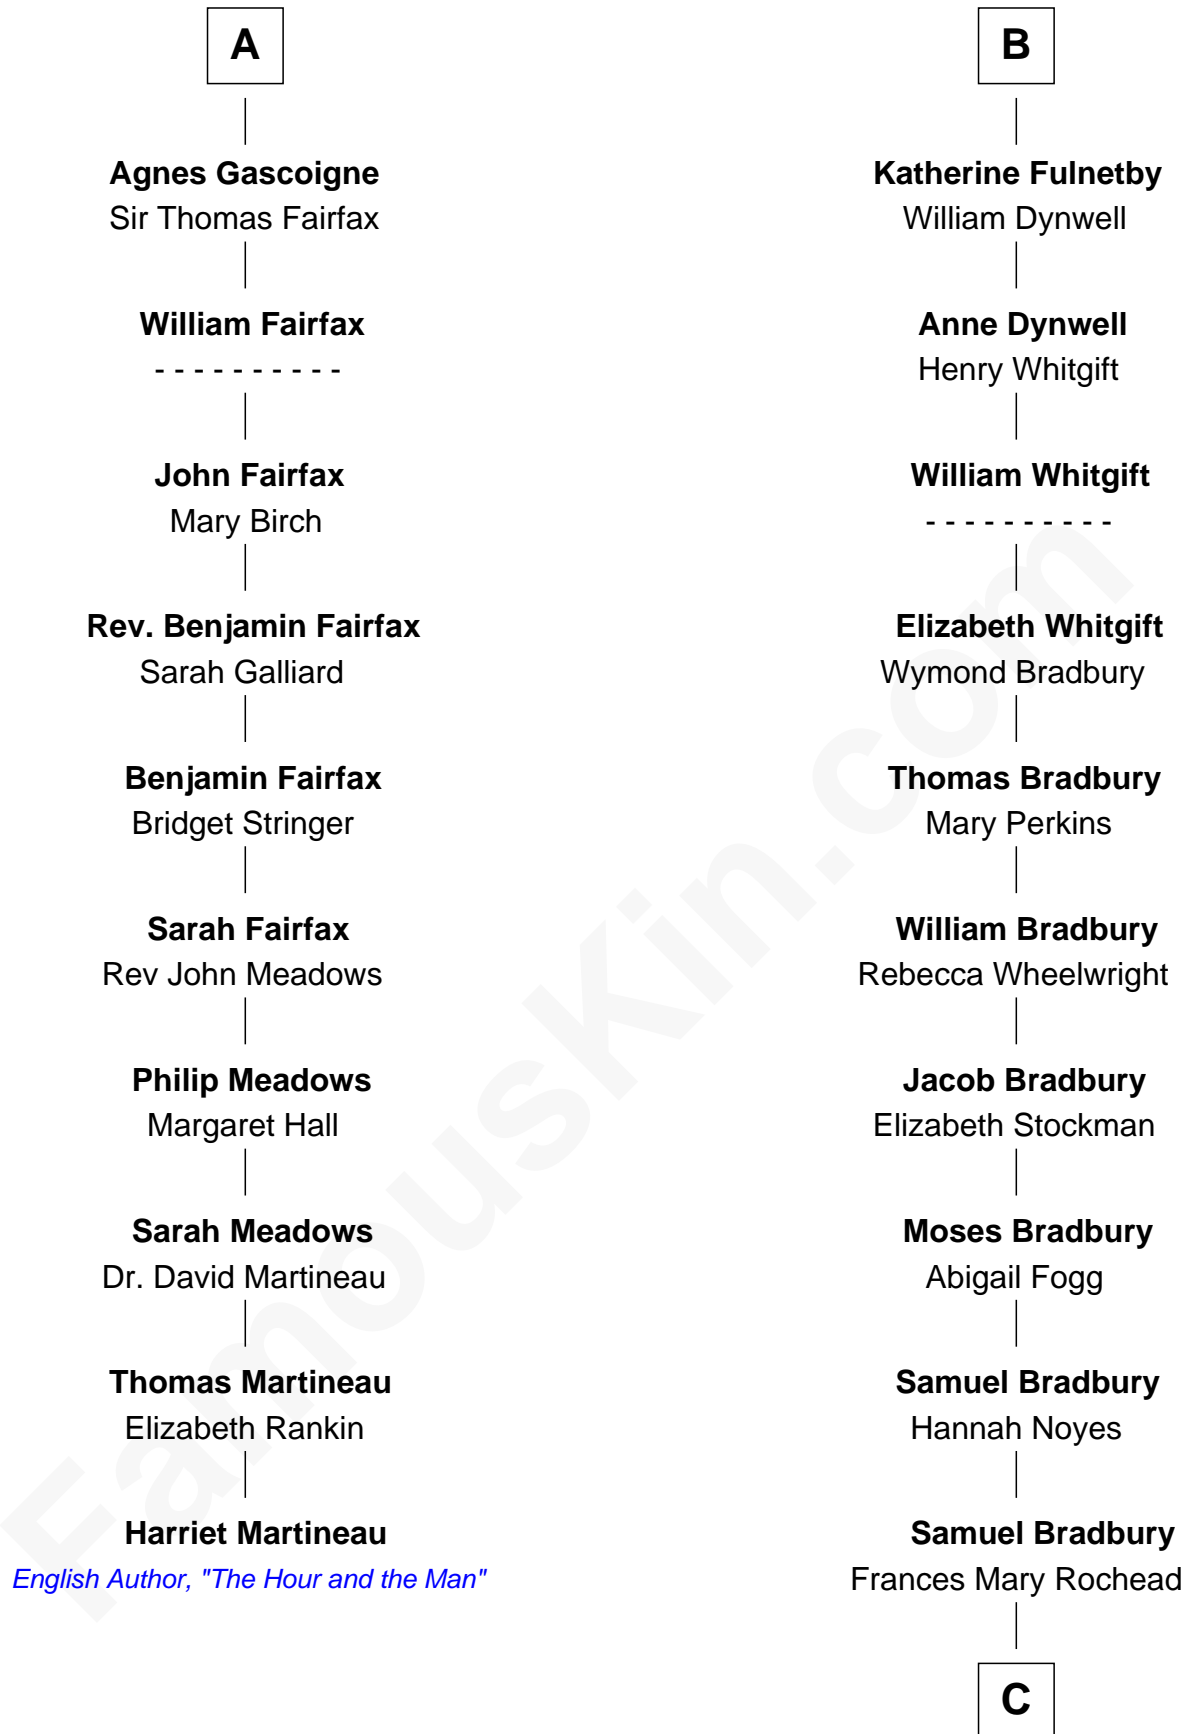 A
Agnes Gascoigne
Sir Thomas Fairfax
William Fairfax
- - - - - - - - - -
John Fairfax
Mary Birch
Rev. Benjamin Fairfax
Sarah Galliard
Benjamin Fairfax
Bridget Stringer
Sarah Fairfax
Rev John Meadows
Philip Meadows
Margaret Hall
Sarah Meadows
Dr. David Martineau
Thomas Martineau
Elizabeth Rankin
Harriet Martineau
English Author, "The Hour and the Man"
B
Katherine Fulnetby
William Dynwell
Anne Dynwell
Henry Whitgift
William Whitgift
- - - - - - - - - -
Elizabeth Whitgift
Wymond Bradbury
Thomas Bradbury
Mary Perkins
William Bradbury
Rebecca Wheelwright
Jacob Bradbury
Elizabeth Stockman
Moses Bradbury
Abigail Fogg
Samuel Bradbury
Hannah Noyes
Samuel Bradbury
Frances Mary Rochead
C
FamousKin.com